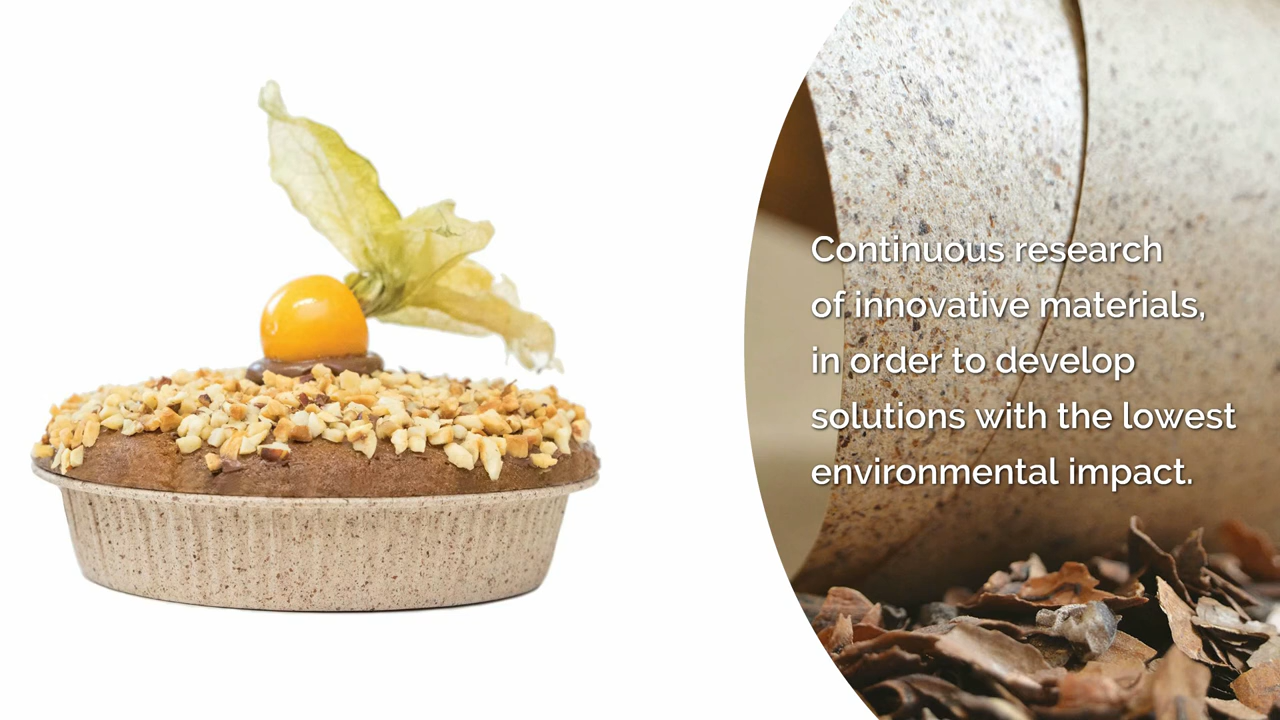 Continuous research
of innovative materials,
in order to develop
solutions with the lowest
environmental impact.